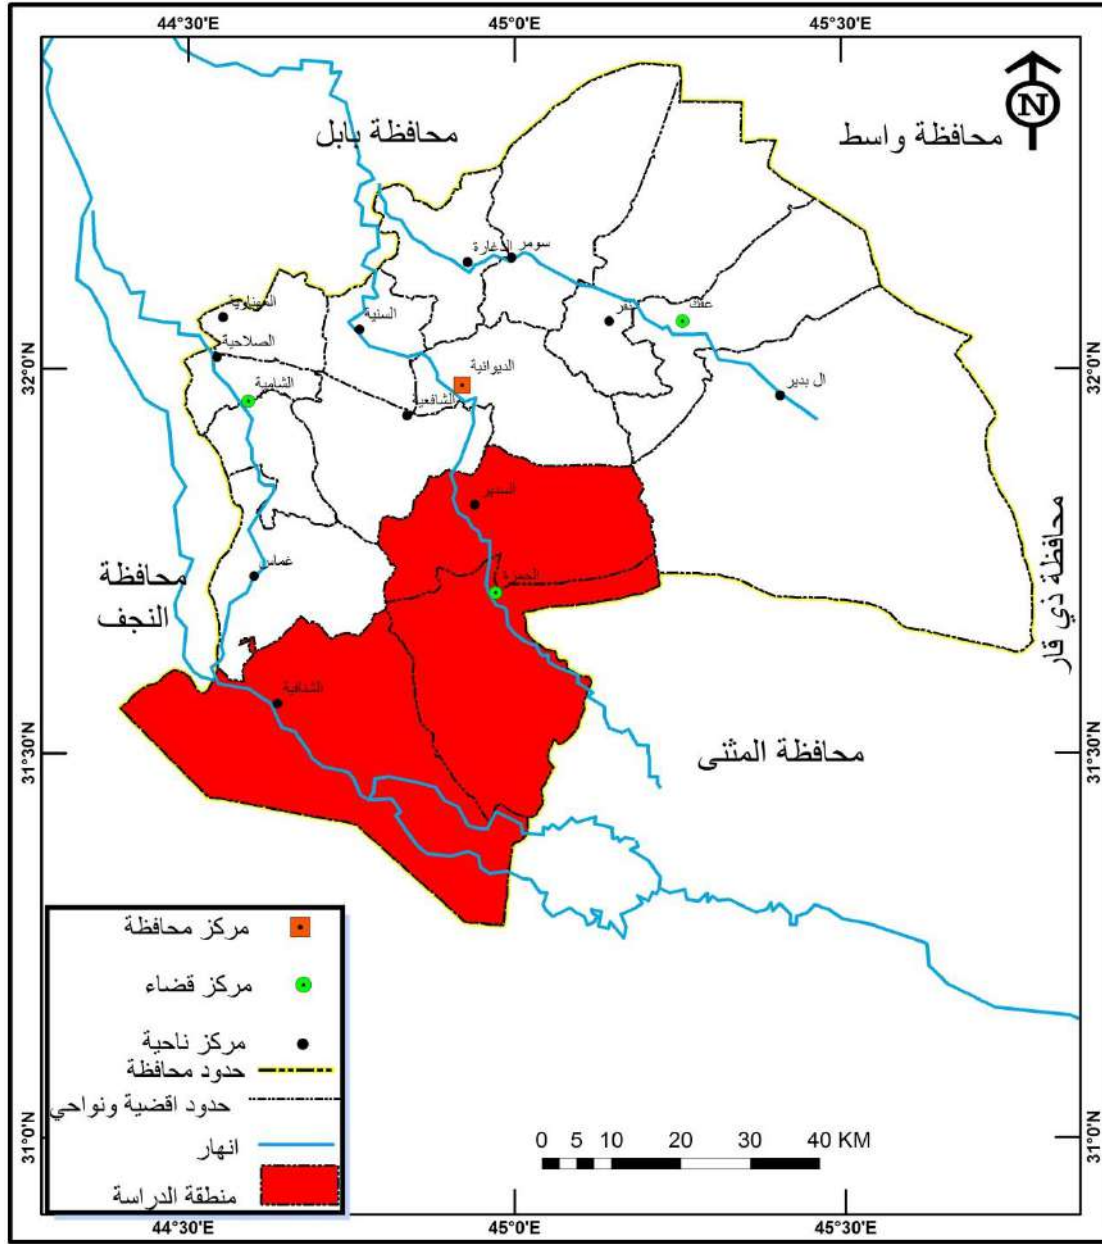 44°30'E 45°0'E 45°30'E
محافظة بابل
محافظة واسط
N
الدغارة سومر
المهناوية
السنية
نفر
عفك
32°0'N
الصلاحية
الديوانية
32°0'N
الشامية
الشافعية
ال بدير
السدير
غماس
الحمزة
محافظة
النجف
محافظة ذي قار
الشنافية
31°30'N
محافظة المثنى
31°30'N
مركز محافظة
مركز قضاء
مركز ناحية
حدود محافظة
حدود اقضية ونواحي
انهار
منطقة الدراسة
31°0'N
0 5 10 20 30 40 KM
31°0'N
44°30'E 45°0'E 45°30'E